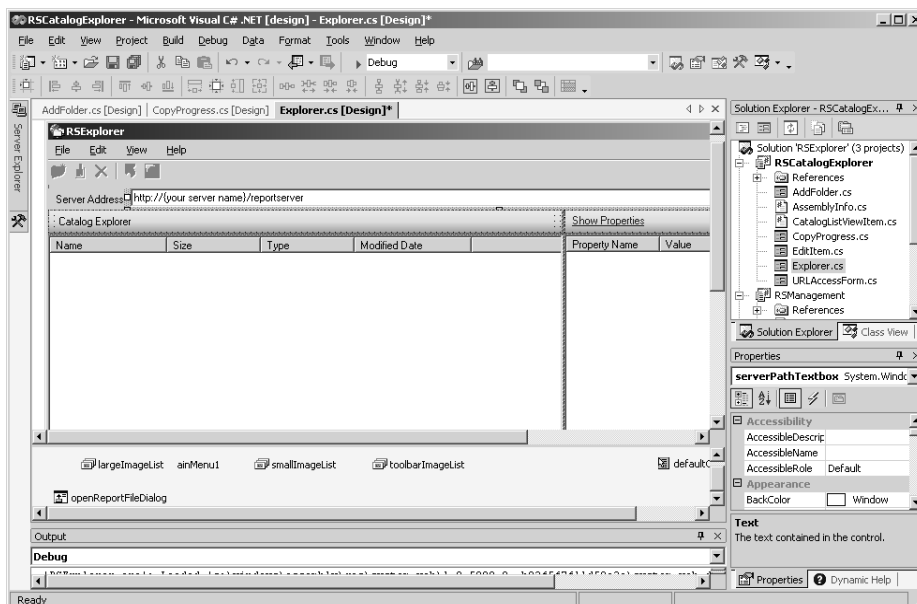 RSCatalogExplorer - Microsoft Visual C# .NET [design] - Explorer.cs [Design]*
File Edit View Project Build Debug Data Format Tools Window Help
Debug
AddFolder.cs [Design] CopyProgress.cs [Design] Explorer.cs [Design]*
Server Explorer
RSExplorer
File Edit View Help
Server Address http://{your server name}/reportserver
Catalog Explorer Show Properties
Name Size Type Modified Date Property Name Value
largeImageList ainMenu1 smallImageList toolbarImageList defaultC
openReportFileDialog
Output
Debug
Ready
Solution Explorer - RSCatalogEx...
Solution 'RSExplorer' (3 projects)
RSCatalogExplorer
References
AddFolder.cs
AssemblyInfo.cs
CatalogListViewItem.cs
CopyProgress.cs
EditItem.cs
Explorer.cs
URLAccessForm.cs
RSManagement
References
Solution Explorer Class View
Properties
serverPathTextbox System.Windo
Accessibility
AccessibleDescrip
AccessibleName
AccessibleRole Default
Appearance
BackColor Window
Text
The text contained in the control.
Properties Dynamic Help